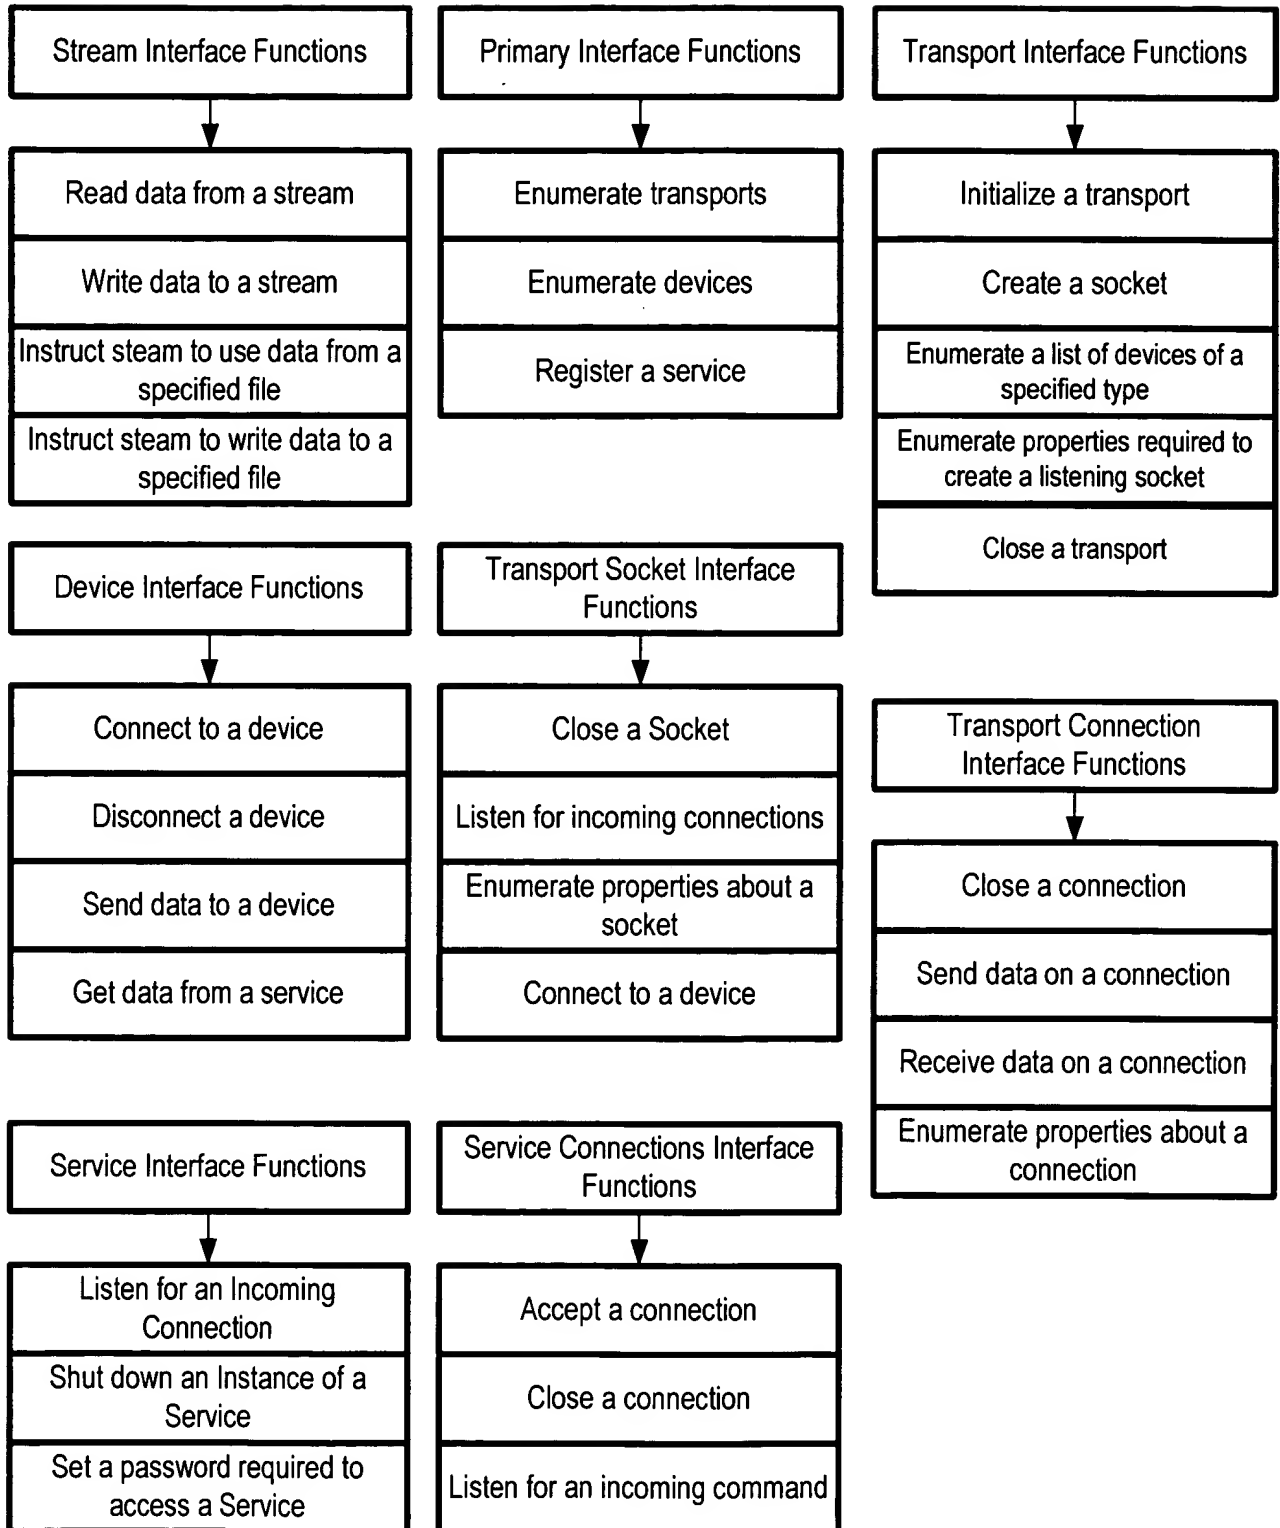 Stream Interface Functions
Read data from a stream
Write data to a stream
Instruct steam to use data from a
specified file
Instruct steam to write data to a
specified file
Primary Interface Functions
Enumerate transports
Enumerate devices
Register a service
Transport Interface Functions
Initialize a transport
Create a socket
Enumerate a list of devices of a
specified type
Enumerate properties required to
create a listening socket
Close a transport
Device Interface Functions
Connect to a device
Disconnect a device
Send data to a device
Get data from a service
Transport Socket Interface
Functions
Close a Socket
Listen for incoming connections
Enumerate properties about a
socket
Connect to a device
Transport Connection
Interface Functions
Close a connection
Send data on a connection
Receive data on a connection
Enumerate properties about a
connection
Service Interface Functions
Listen for an Incoming
Connection
Shut down an Instance of a
Service
Set a password required to
access a Service
Service Connections Interface
Functions
Accept a connection
Close a connection
Listen for an incoming command